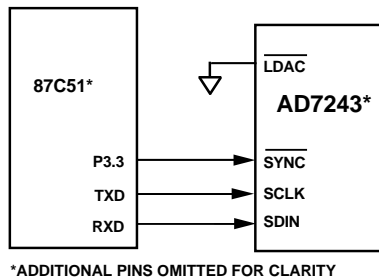 87C51*
P3.3
TXD
RXD
LDAC
AD7243*
SYNC
SCLK
SDIN
*ADDITIONAL PINS OMITTED FOR CLARITY